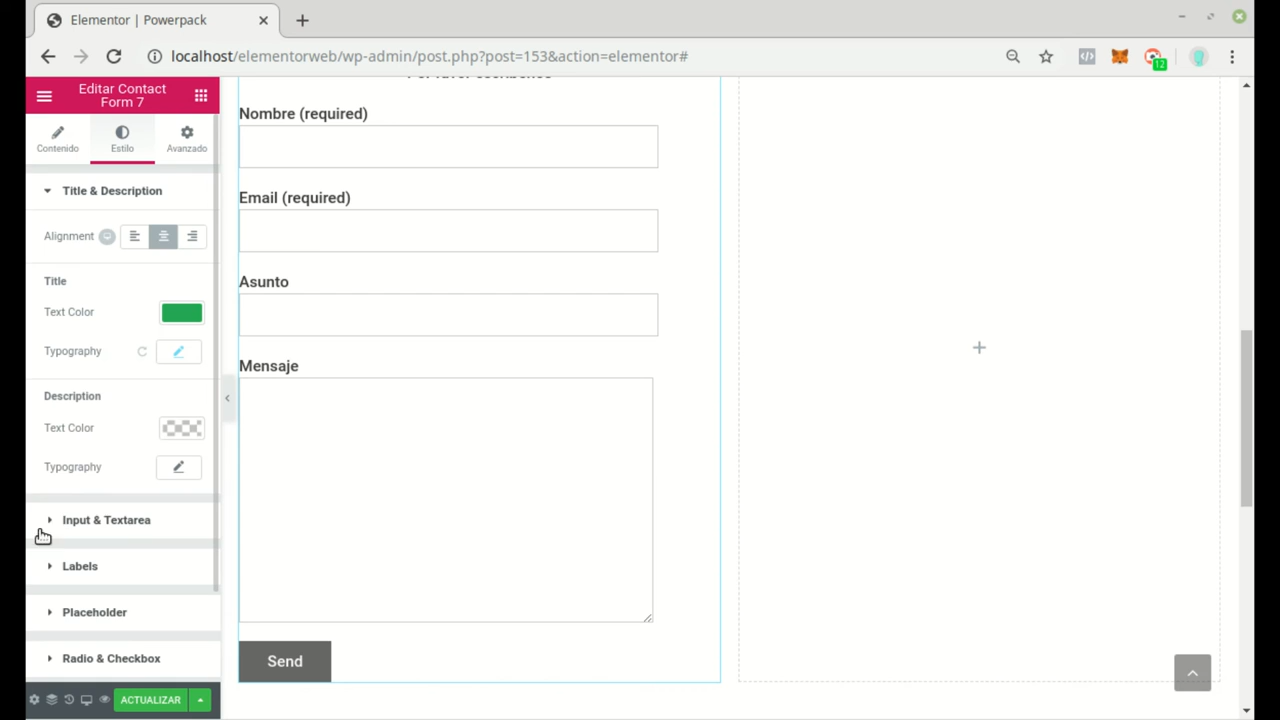 Elementor | Powerpack
localhost/elementorweb/wp-admin/post.php?post=153&action=elementor#
12
Editar Contact
Form 7
Contenido
Estilo
Avanzado
Title & Description
Alignment
Title
Text Color
Typography
Description
Text Color
Typography
Input & Textarea
Labels
Placeholder
Radio & Checkbox
ACTUALIZAR
Nombre (required)
Email (required)
Asunto
Mensaje
Send